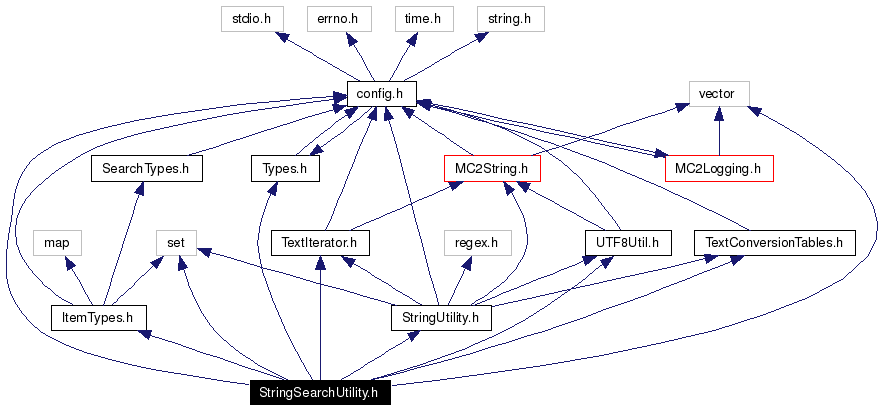 stdio.h
errno.h
time.h
string.h
config.h
vector
SearchTypes.h
Types.h
MC2String.h
MC2Logging.h
map
set
TextIterator.h
regex.h
UTF8Util.h
TextConversionTables.h
ItemTypes.h
StringUtility.h
StringSearchUtility.h